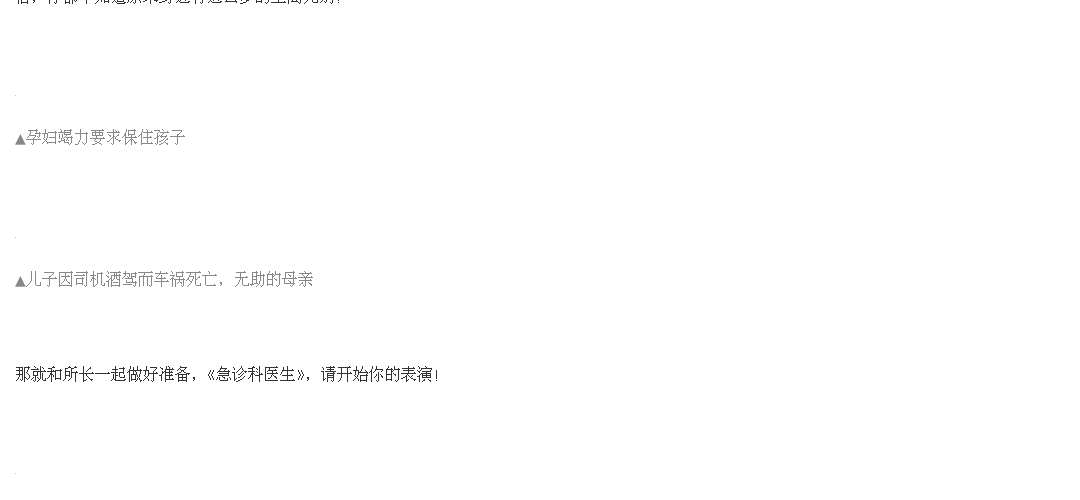 ▲孕妇竭力要求保住孩子
▲儿子因司机酒驾而车祸死亡，无助的母亲
那就和所长一起做好准备，《急诊科医生》，请开始你的表演！